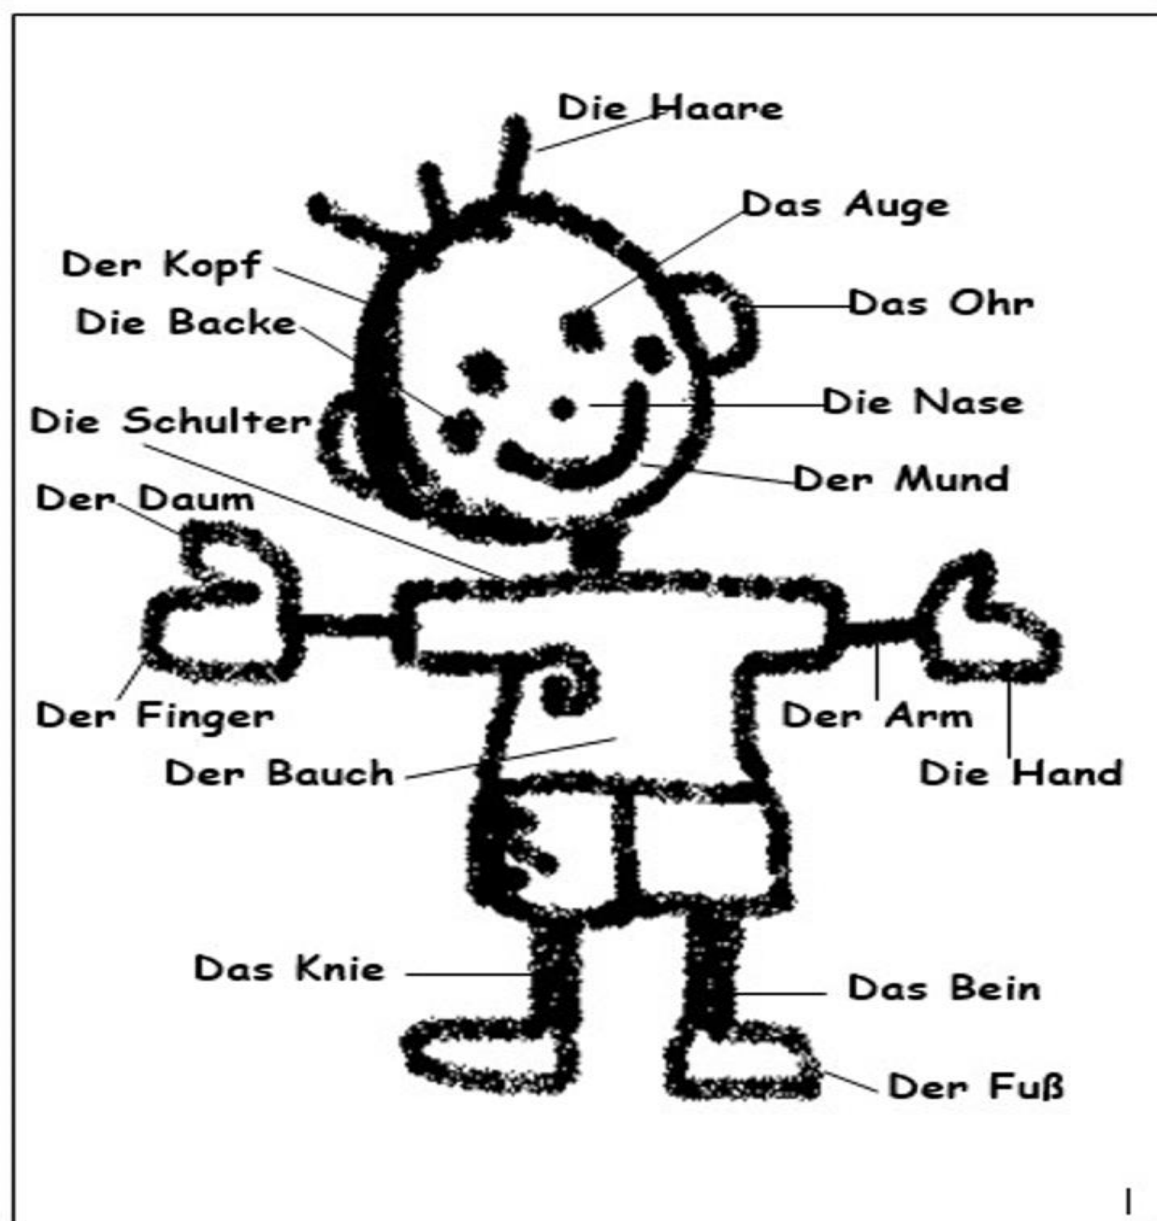 Die Haare
Das Auge
Der Kopf
Das Ohr
Die Backe
Die Nase
Die Schulter
Der Mund
Der Daum
Der Finger
Der Arm
Der Bauch
Die Hand
Das Knie
Das Bein
Der Fuß